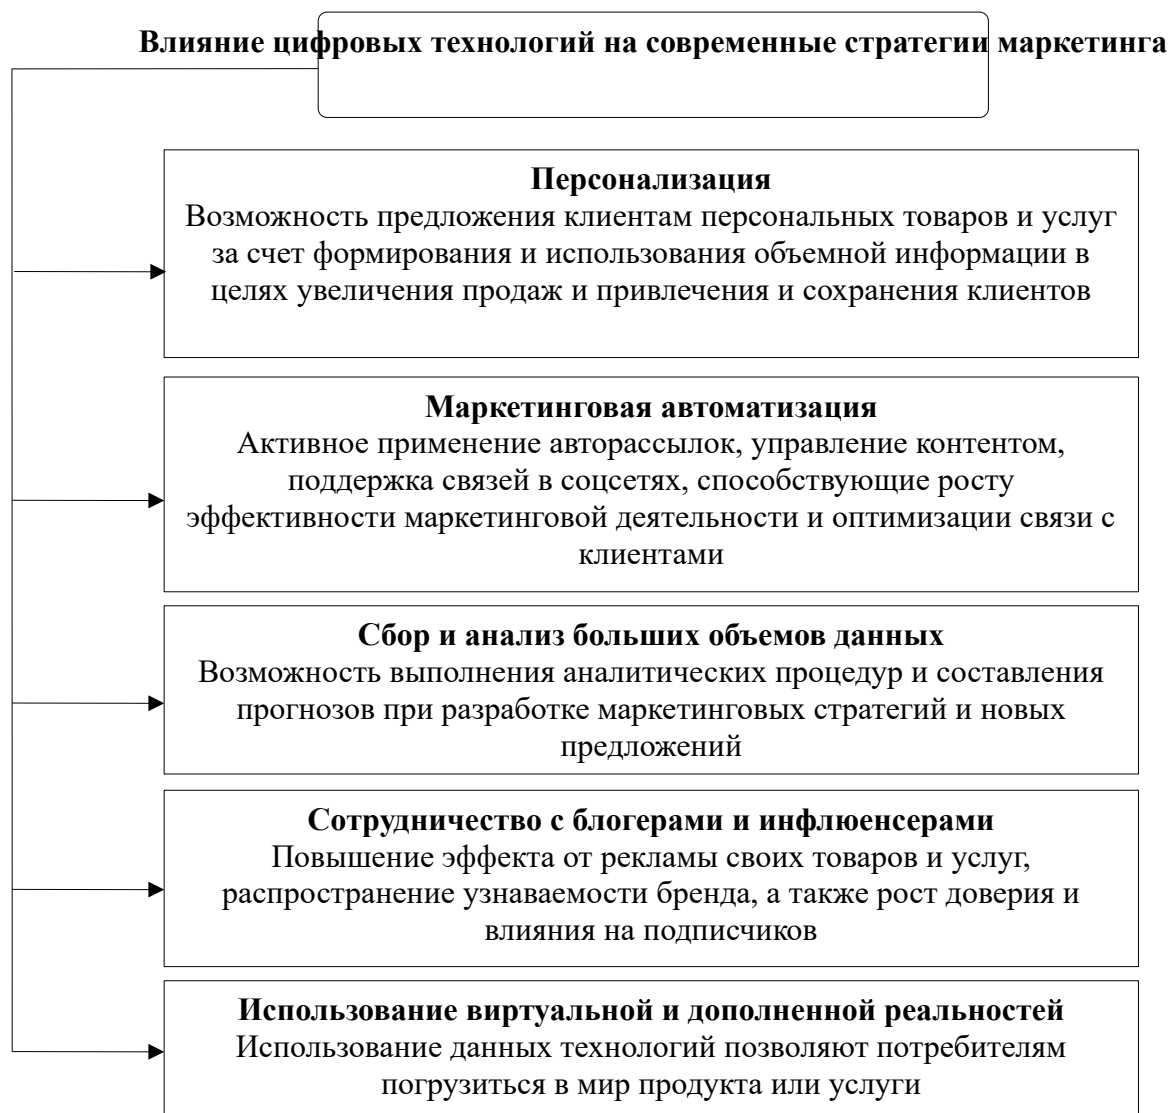 Влияние цифровых технологий на современные стратегии маркетинга
Персонализация
Возможность предложения клиентам персональных товаров и услуг
за счет формирования и использования объемной информации в
целях увеличения продаж и привлечения и сохранения клиентов
Маркетинговая автоматизация
Активное применение авторассылок, управление контентом,
поддержка связей в соцсетях, способствующие росту
эффективности маркетинговой деятельности и оптимизации связи с
клиентами
Сбор и анализ больших объемов данных
Возможность выполнения аналитических процедур и составления
прогнозов при разработке маркетинговых стратегий и новых
предложений
Сотрудничество с блогерами и инфлюенсерами
Повышение эффекта от рекламы своих товаров и услуг,
распространение узнаваемости бренда, а также рост доверия и
влияния на подписчиков
Использование виртуальной и дополненной реальностей
Использование данных технологий позволяют потребителям
погрузиться в мир продукта или услуги